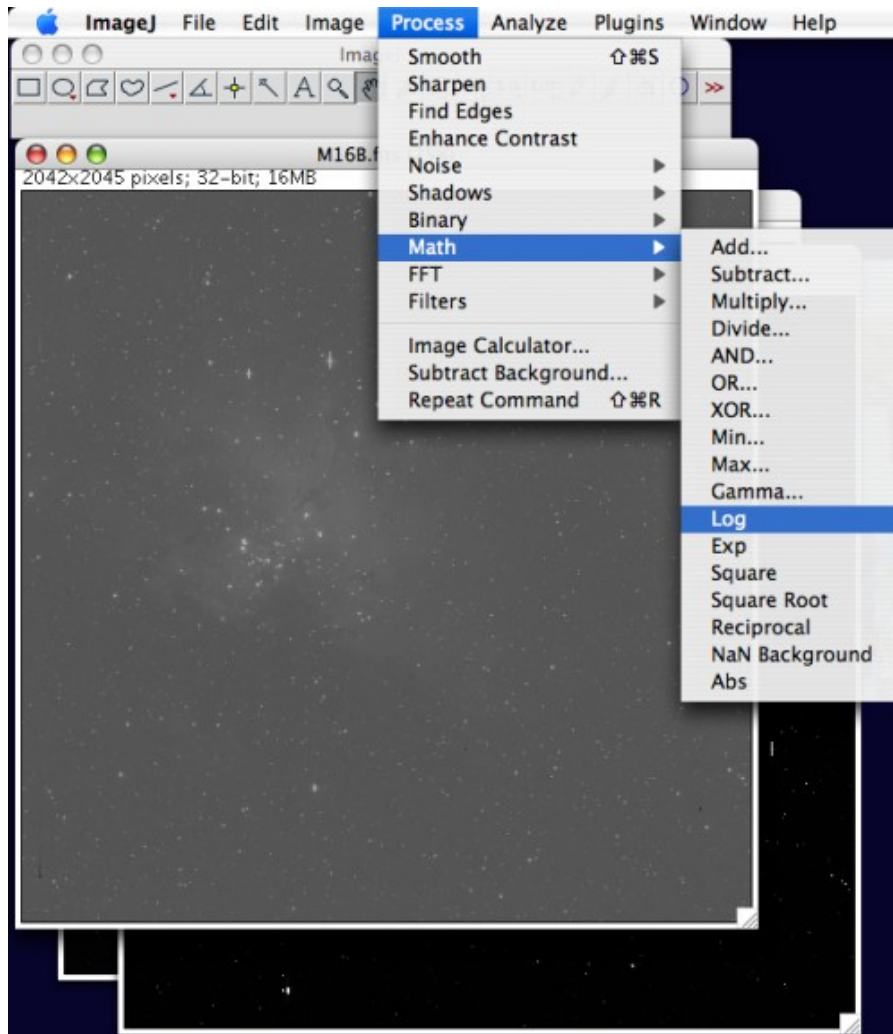 ImageJ File Edit Image Process Analyze Plugins Window Help
Smooth ⇧⌘S
Sharpen
Find Edges
Enhance Contrast
Noise
Shadows
Binary
Math
FFT
Filters
Image Calculator...
Subtract Background...
Repeat Command ⇧⌘R
A
2042x2045 pixels; 32-bit; 16MB
Add...
Subtract...
Multiply...
Divide...
AND...
OR...
XOR...
Min...
Max...
Gamma...
Log
Exp
Square
Square Root
Reciprocal
NaN Background
Abs